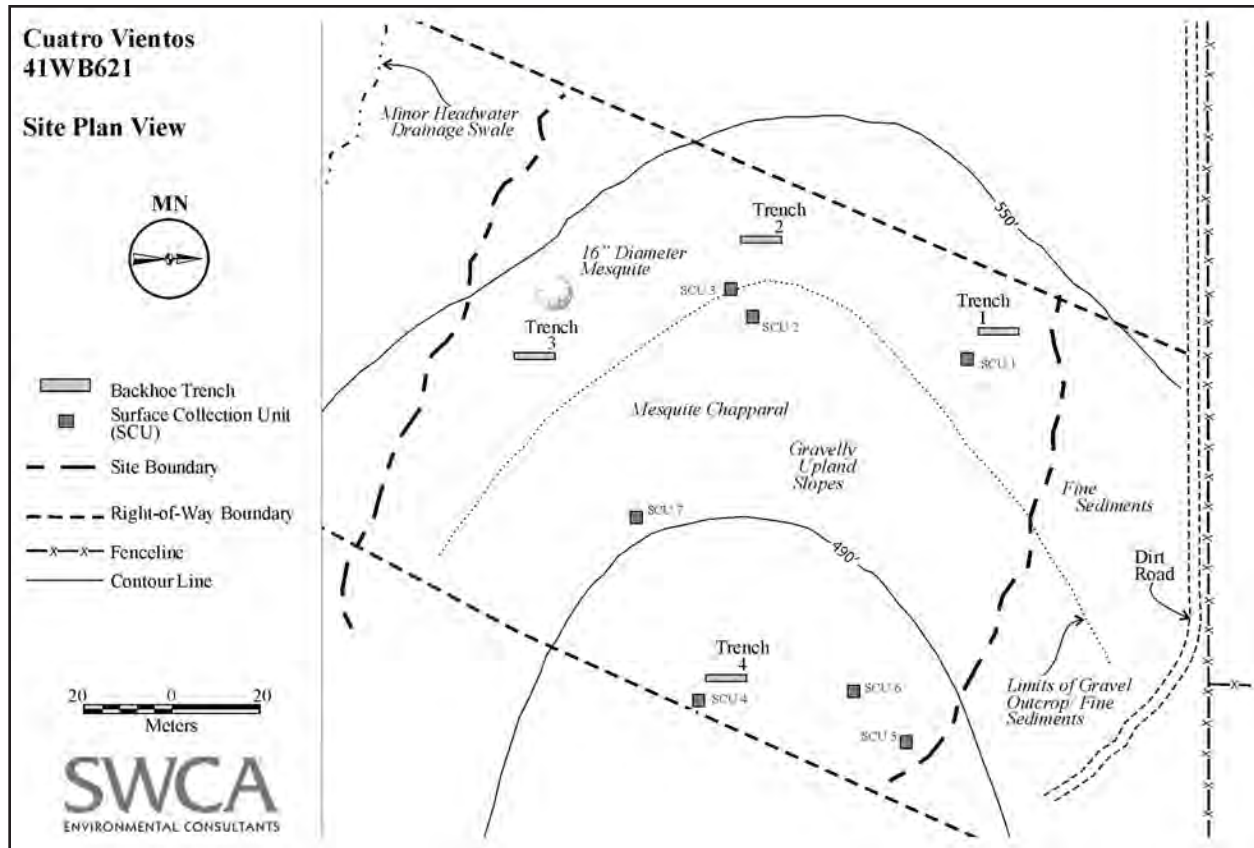 Cuatro Vientos
41WB621
Site Plan View
MN
Backhoe Trench
Surface Collection Unit
(SCU)
Site Boundary
Right-of-Way Boundary
Fenceline
Contour Line
20 0 20
Meters
SWCA
ENVIRONMENTAL CONSULTANTS
Minor Headwater
Drainage Swale
550'
Trench
2
16" Diameter
Mesquite
SCU 3
SCU 2
Trench
1
SCU 1
Trench
3
Mesquite Chapparal
Gravelly
Upland
Slopes
Fine
Sediments
SCU 7
490'
Dirt
Road
Trench
4
SCU 4
SCU 6
SCU 5
Limits of Gravel
Outcrop/ Fine
Sediments